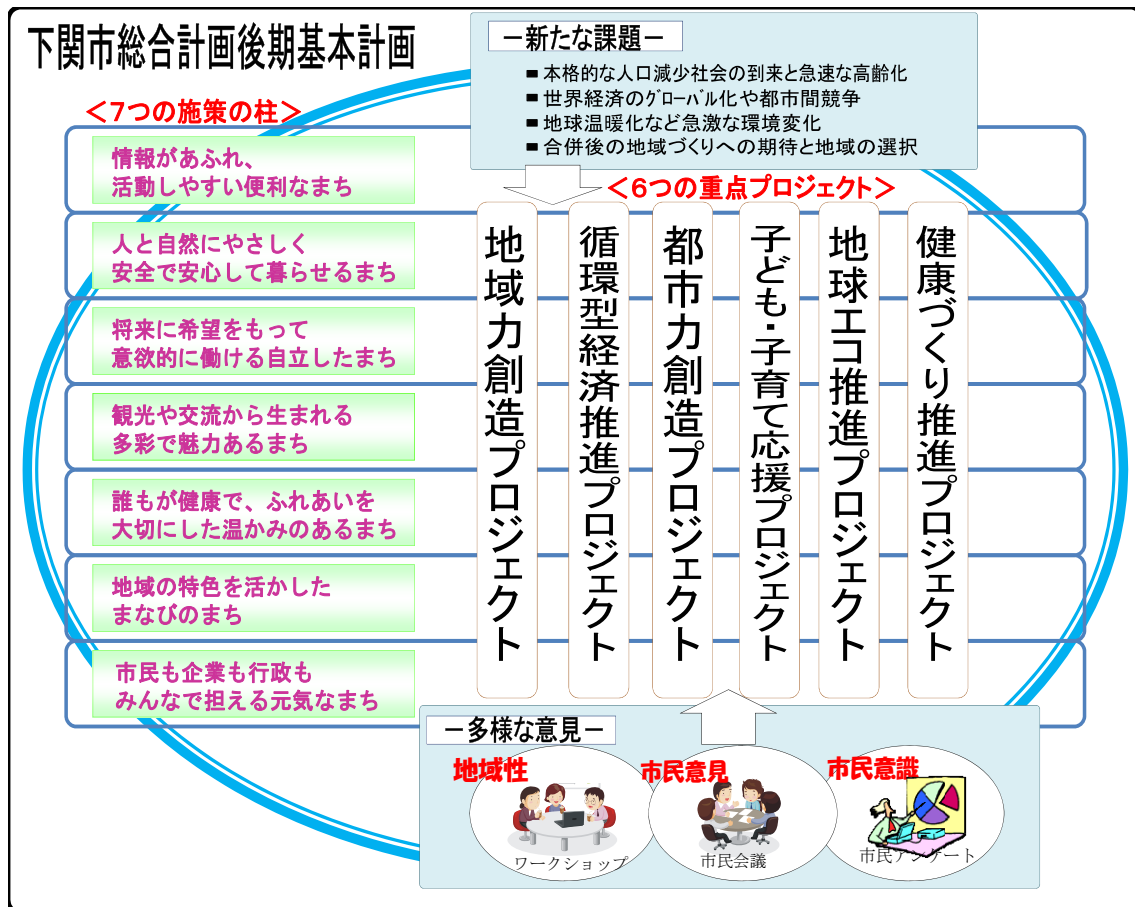 下関市総合計画後期基本計画
－新たな課題－
■ 本格的な人口減少社会の到来と急速な高齢化
■ 世界経済のグローバル化や都市間競争
■ 地球温暖化など急激な環境変化
■ 合併後の地域づくりへの期待と地域の選択
＜７つの施策の柱＞
情報があふれ、
活動しやすい便利なまち
人と自然にやさしく
安全で安心して暮らせるまち
将来に希望をもって
意欲的に働ける自立したまち
観光や交流から生まれる
多彩で魅力あるまち
誰もが健康で、ふれあいを
大切にした温かみのあるまち
地域の特色を活かした
まなびのまち
市民も企業も行政も
みんなで担える元気なまち
＜６つの重点プロジェクト＞
地域力創造プロジェクト
循環型経済推進プロジェクト
都市力創造プロジェクト
子ども・子育て応援プロジェクト
地球エコ推進プロジェクト
健康づくり推進プロジェクト
－多様な意見－
地域性
ワークショップ
市民意見
市民会議
市民意識
市民アンケート